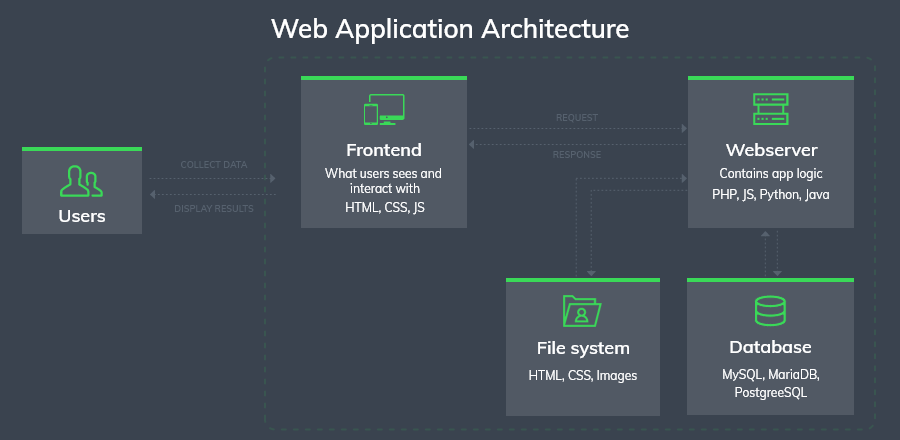 Web Application Architecture
Users
COLLECT DATA
DISPLAY RESULTS
Frontend
What users sees and
interact with
HTML, CSS, JS
REQUEST
RESPONSE
Webserver
Contains app logic
PHP, JS, Python, Java
File system
HTML, CSS, Images
Database
MySQL, MariaDB,
PostgreeSQL